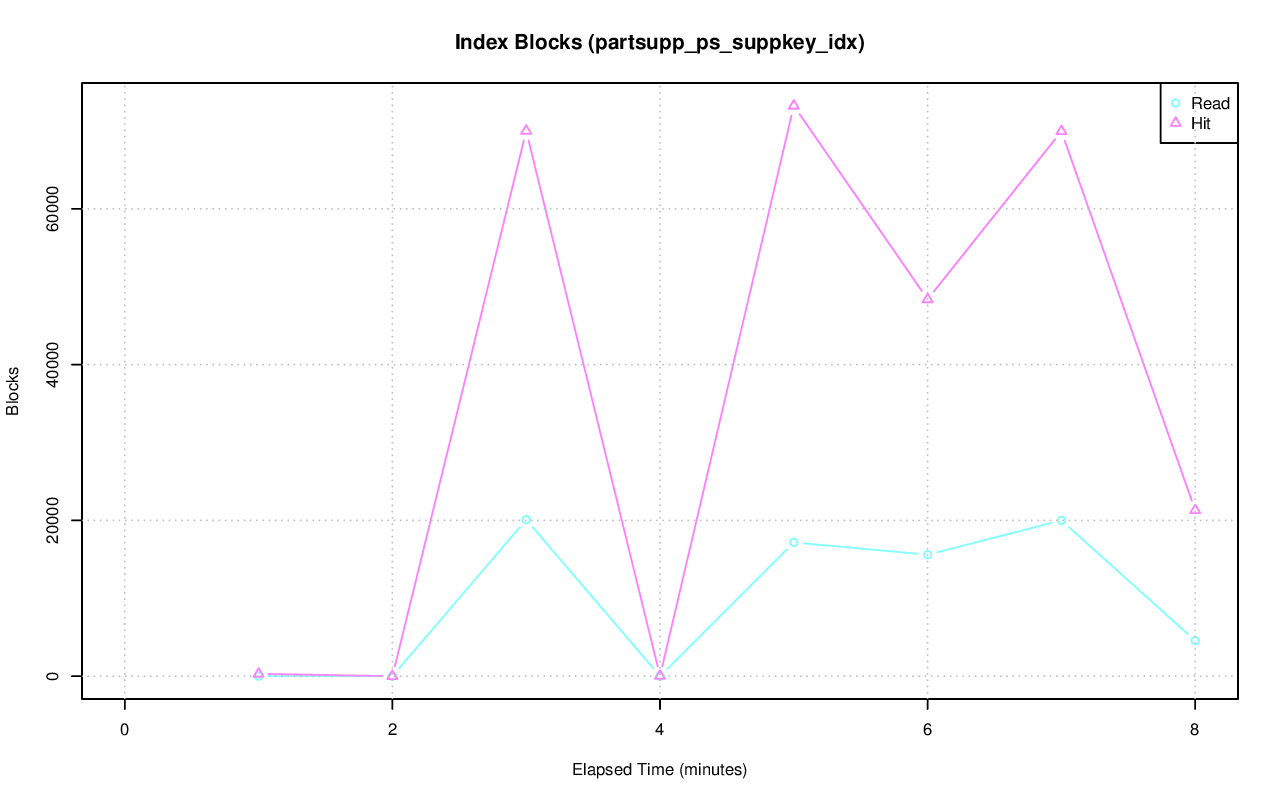 Index Blocks (partsupp_ps_suppkey_idx)
Read
Hit
Blocks
60000
40000
20000
0
0 2 4 6 8
Elapsed Time (minutes)